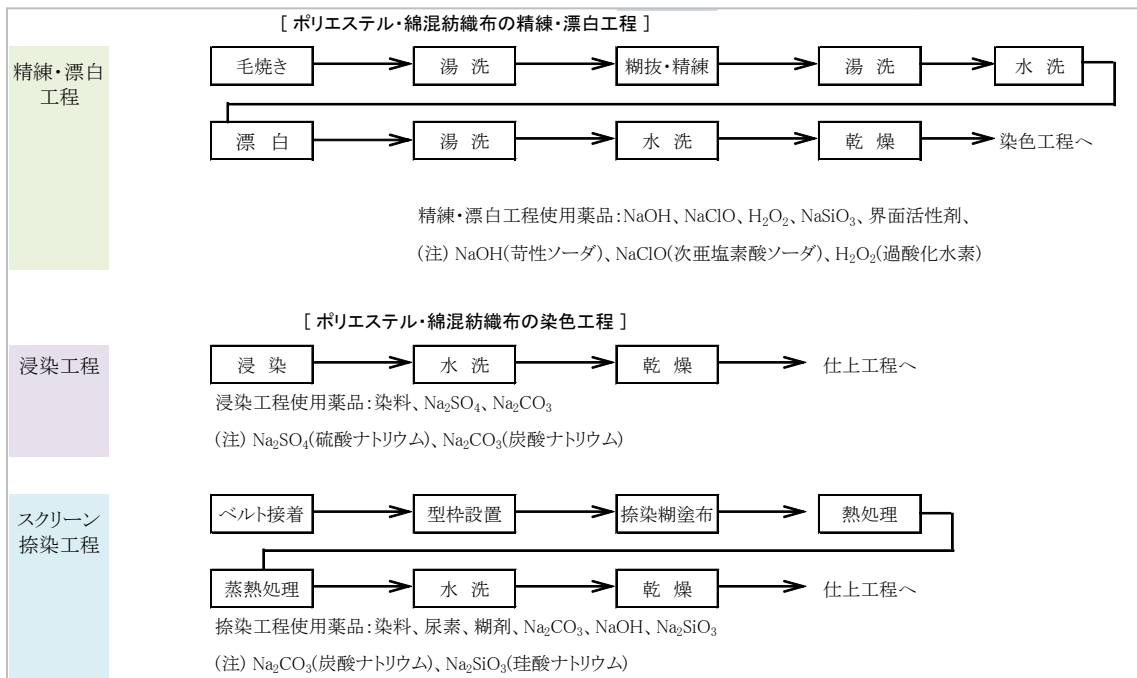 [ ポリエステル・綿混紡織布の精練・漂白工程 ]
精練・漂白
工程
毛焼き 湯 洗 糊抜・精練 湯 洗 水 洗
漂 白 湯 洗 水 洗 乾 燥 染色工程へ
精練・漂白工程使用薬品:NaOH、NaClO、H₂O₂、NaSiO₃、界面活性剤、
(注) NaOH(苛性ソーダ)、NaClO(次亜塩素酸ソーダ)、H₂O₂(過酸化水素)
[ ポリエステル・綿混紡織布の染色工程 ]
浸染工程
浸 染 水 洗 乾 燥 仕上工程へ
浸染工程使用薬品:染料、Na₂SO₄、Na₂CO₃
(注) Na₂SO₄(硫酸ナトリウム)、Na₂CO₃(炭酸ナトリウム)
スクリーン
捺染工程
ベルト接着 型枠設置 捺染糊塗布 熱処理
蒸熱処理 水 洗 乾 燥 仕上工程へ
捺染工程使用薬品:染料、尿素、糊剤、Na₂CO₃、NaOH、Na₂SiO₃
(注) Na₂CO₃(炭酸ナトリウム)、Na₂SiO₃(珪酸ナトリウム)